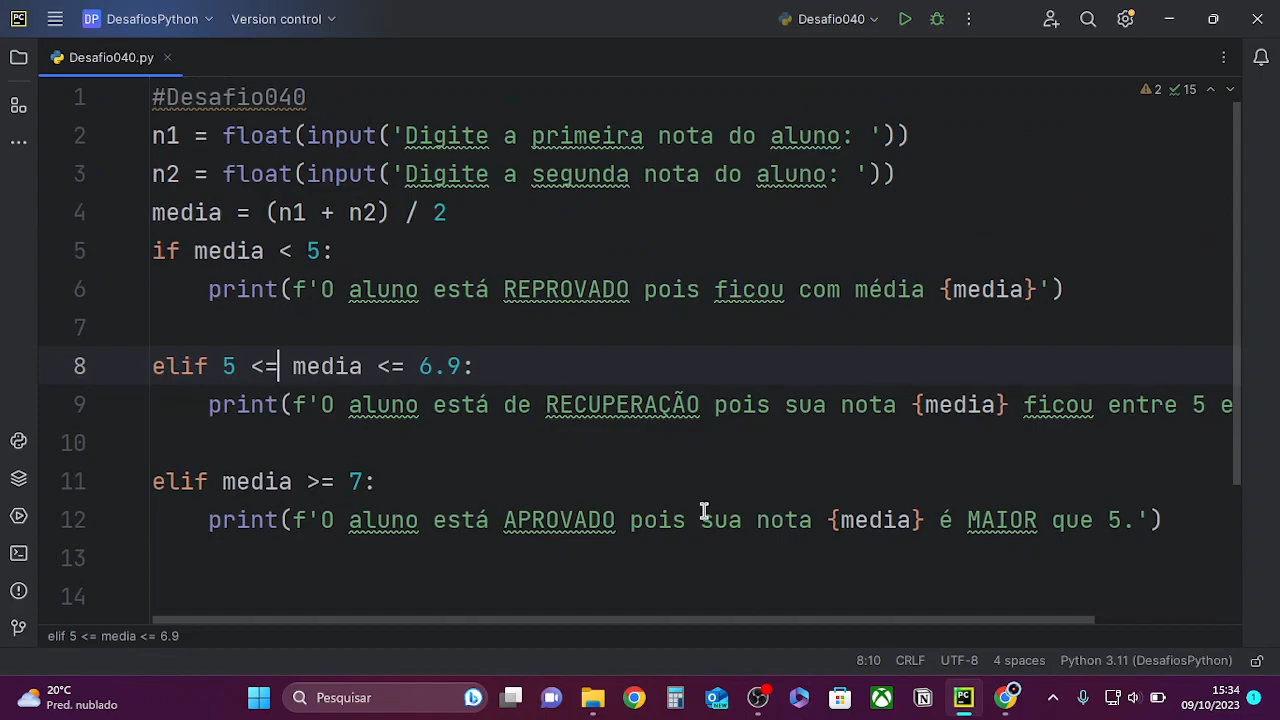 DP DesafiosPython Version control Desafio040
Desafio040.py
2 15
1 #Desafio040
2 n1 = float(input('Digite a primeira nota do aluno: '))
3 n2 = float(input('Digite a segunda nota do aluno: '))
4 media = (n1 + n2) / 2
5 if media < 5:
6 print(f'O aluno está REPROVADO pois ficou com média {media}')
7
8 elif 5 <= media <= 6.9:
9 print(f'O aluno está de RECUPERAÇÃO pois sua nota {media} ficou entre 5 e
10
11 elif media >= 7:
12 print(f'O aluno está APROVADO pois sua nota {media} é MAIOR que 5.')
13
14
elif 5 <= media <= 6.9
8:10 CRLF UTF-8 4 spaces Python 3.11 (DesafiosPython)
20°C
Pred. nublado
Pesquisar
15:34
09/10/2023
1